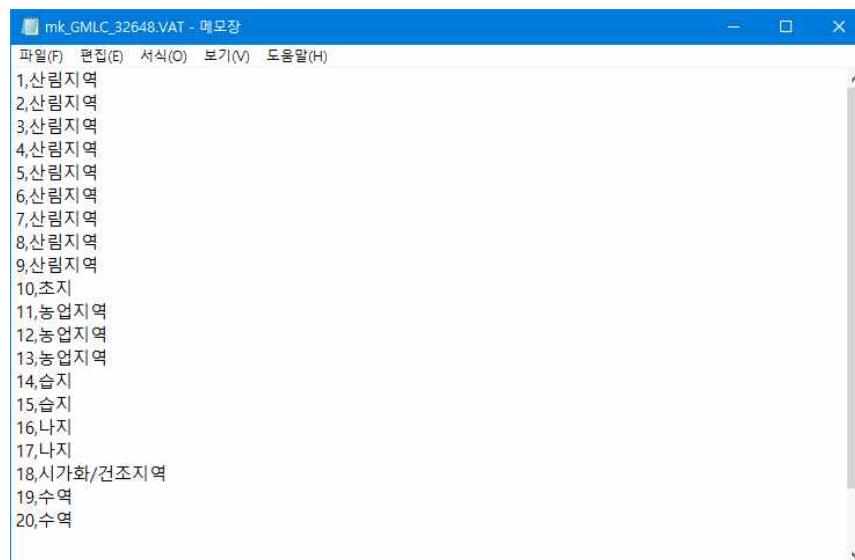 mk_GMLC_32648.VAT - 메모장
파일(F) 편집(E) 서식(O) 보기(V) 도움말(H)
1,산림지역
2,산림지역
3,산림지역
4,산림지역
5,산림지역
6,산림지역
7,산림지역
8,산림지역
9,산림지역
10,초지
11,농업지역
12,농업지역
13,농업지역
14,습지
15,습지
16,나지
17,나지
18,시가화/건조지역
19,수역
20,수역